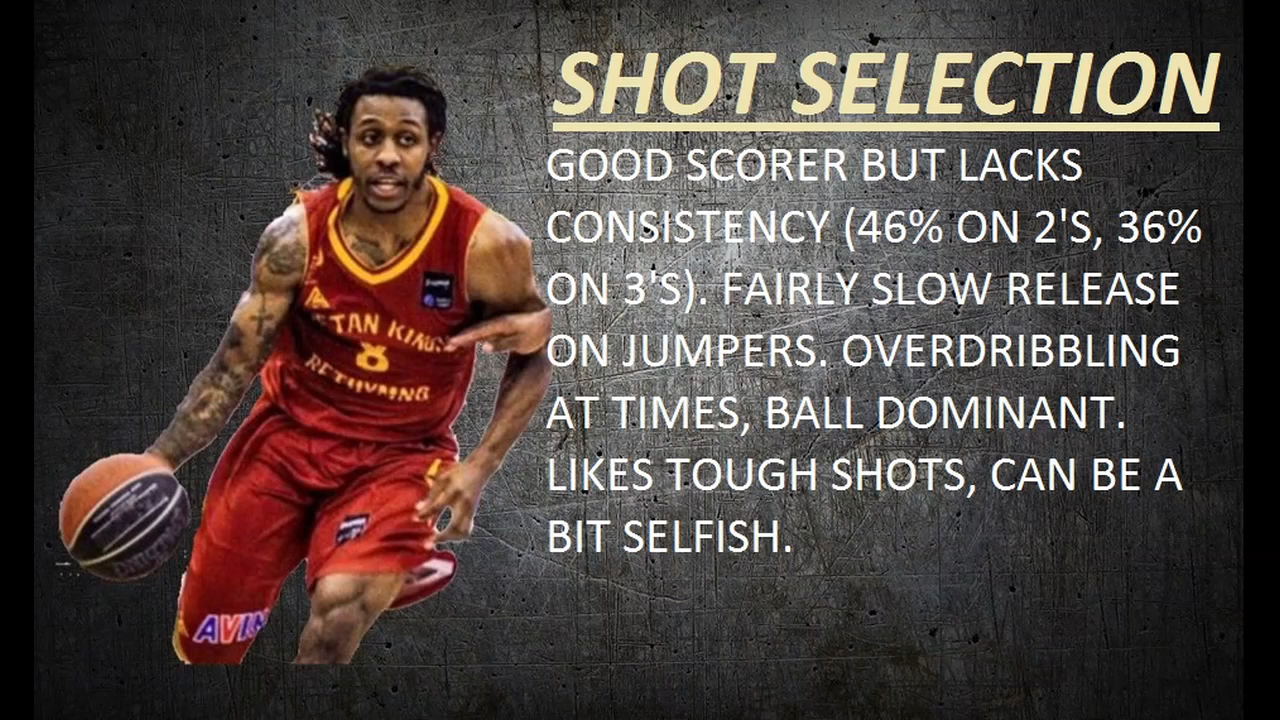 SHOT SELECTION
GOOD SCORER BUT LACKS
CONSISTENCY (46% ON 2'S, 36%
ON 3'S). FAIRLY SLOW RELEASE
ON JUMPERS. OVERDRIBBLING
AT TIMES, BALL DOMINANT.
LIKES TOUGH SHOTS, CAN BE A
BIT SELFISH.
8
RETHYMNO